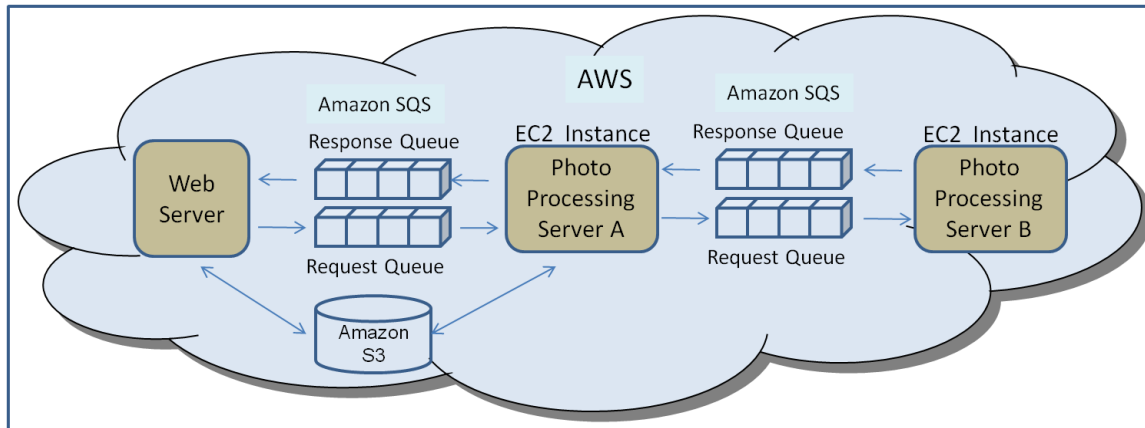 AWS
Amazon SQS
Amazon SQS
Response Queue
EC2 Instance
Response Queue
EC2 Instance
Web
Server
Photo
Processing
Server A
Photo
Processing
Server B
Request Queue
Request Queue
Amazon
S3